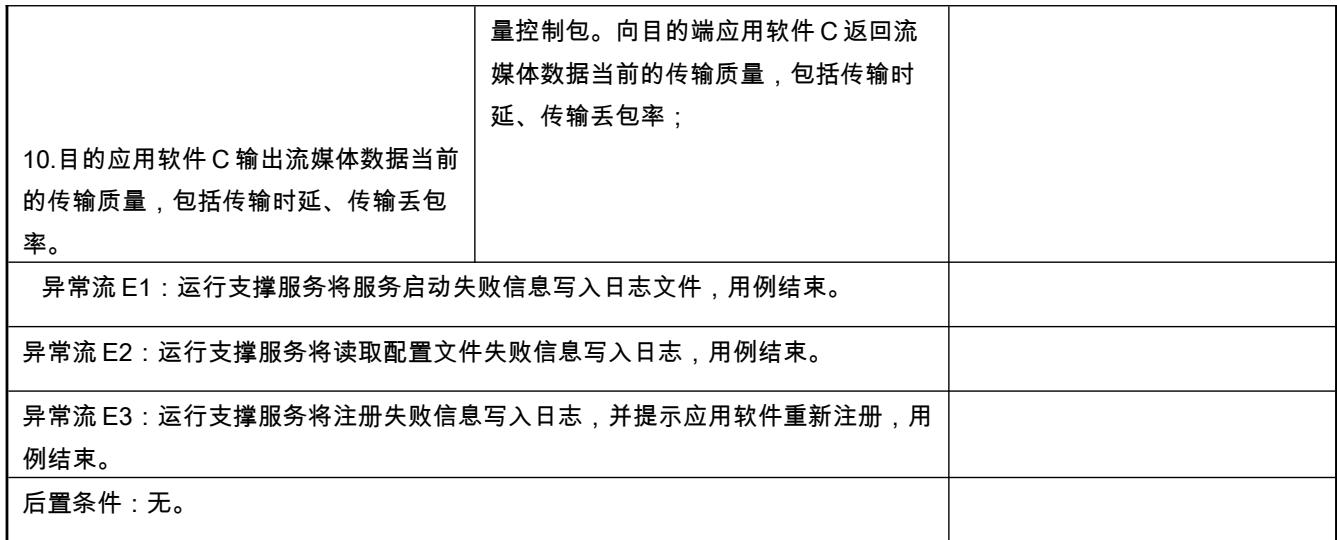 量控制包。向目的端应用软件 C 返回流
媒体数据当前的传输质量，包括传输时
延、传输丢包率；
10.目的应用软件 C 输出流媒体数据当前
的传输质量，包括传输时延、传输丢包
率。
异常流 E1：运行支撑服务将服务启动失败信息写入日志文件，用例结束。
异常流 E2：运行支撑服务将读取配置文件失败信息写入日志，用例结束。
异常流 E3：运行支撑服务将注册失败信息写入日志，并提示应用软件重新注册，用
例结束。
后置条件：无。